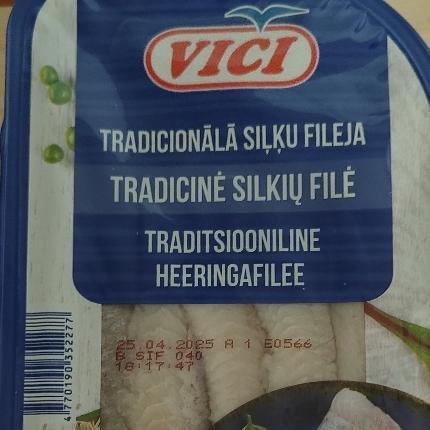 VICI
TRADICIONĀLĀ SIĻĶU FILEJA
TRADICINĖ SILKIŲ FILĖ
TRADITSIOONILINE
HEERINGAFILEE
25.04.2025 A 1 E0566
B SIF 040
18:17:47
4770190352277